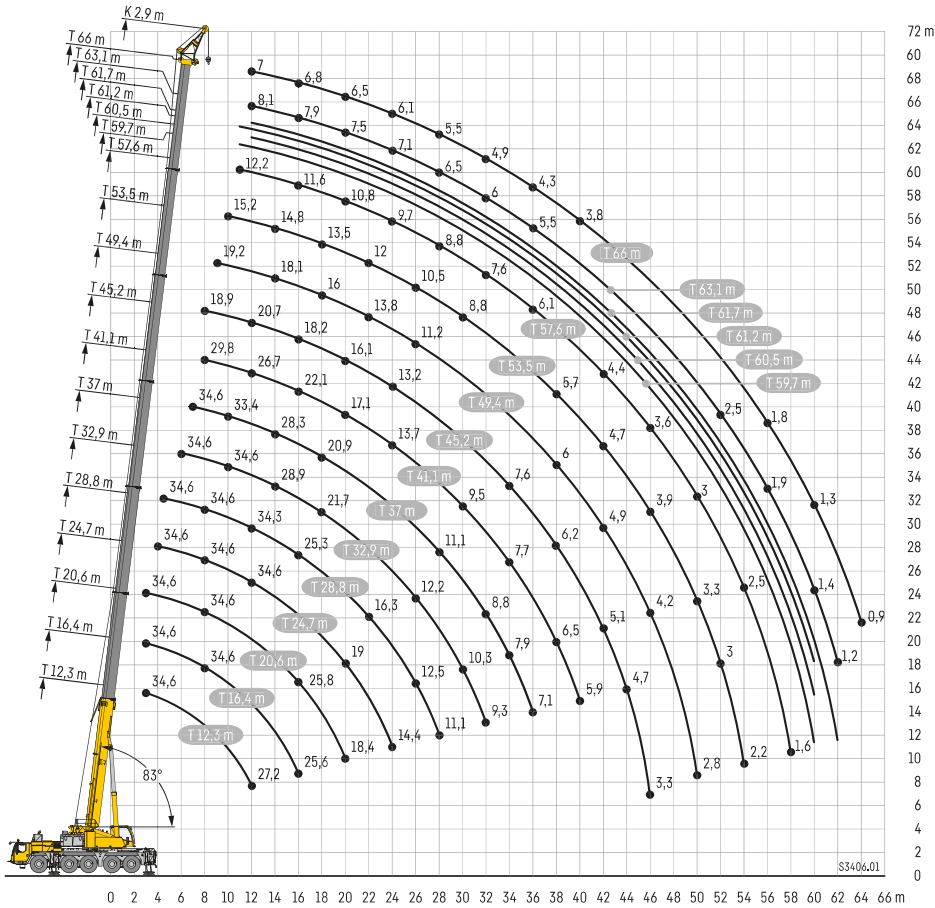 K 2,9 m
T 66 m
T 63,1 m
T 61,7 m
T 61,2 m
T 60,5 m
T 59,7 m
T 57,6 m
T 53,5 m
T 49,4 m
T 45,2 m
T 41,1 m
T 37 m
T 32,9 m
T 28,8 m
T 24,7 m
T 20,6 m
T 16,4 m
T 12,3 m
83°
7 6,8 6,5 6,1 5,5 4,9 4,3 3,8 1,8 1,3 0,9
T 66 m
8,1 7,9 7,5 7,1 6,5 6 5,5 2,5 1,9 1,4 1,2
T 63,1 m
T 61,7 m
T 61,2 m
T 60,5 m
T 59,7 m
12,2 11,6 10,8 9,7 8,8 7,6 6,1 4,4 3,6 3 2,5 1,6
T 57,6 m
15,2 14,8 13,5 12 10,5 8,8 5,7 4,7 3,9 3,3 3 2,2
T 53,5 m
19,2 18,1 16 13,8 11,2 6 4,9 4,2 2,8
T 49,4 m
18,9 20,7 18,2 16,1 13,2 7,6 6,2 5,1 4,7 3,3
T 45,2 m
29,8 26,7 22,1 17,1 13,7 9,5 7,7 6,5 5,9
T 41,1 m
34,6 33,4 28,3 20,9 11,1 8,8 7,9 7,1
T 37 m
34,6 34,6 28,9 21,7 12,2 10,3 9,3
T 32,9 m
34,6 34,6 34,3 25,3 16,3 12,5 11,1
T 28,8 m
34,6 34,6 34,6 19 14,4
T 24,7 m
34,6 34,6 25,8 18,4
T 20,6 m
34,6 34,6 25,6
T 16,4 m
34,6 27,2
T 12,3 m
72 m
60
68
66
64
62
60
58
56
54
52
50
48
46
44
42
40
38
36
34
32
30
28
26
24
22
20
18
16
14
12
10
8
6
4
2
0
S3406.01
0 2 4 6 8 10 12 14 16 18 20 22 24 26 28 30 32 34 36 38 40 42 44 46 48 50 52 54 56 58 60 62 64 66 m